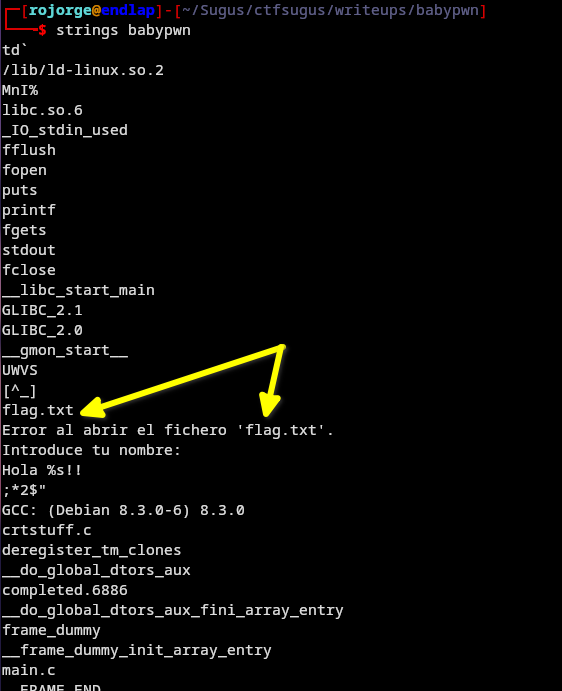 [rojorge@endlap]-[~/Sugus/ctfsugus/writeups/babypwn]
$ strings babypwn
td`
/lib/ld-linux.so.2
MnI%
libc.so.6
_IO_stdin_used
fflush
fopen
puts
printf
fgets
stdout
fclose
__libc_start_main
GLIBC_2.1
GLIBC_2.0
__gmon_start__
UWVS
[^_]
flag.txt
Error al abrir el fichero 'flag.txt'.
Introduce tu nombre:
Hola %s!!
;*2$"
GCC: (Debian 8.3.0-6) 8.3.0
crtstuff.c
deregister_tm_clones
__do_global_dtors_aux
completed.6886
__do_global_dtors_aux_fini_array_entry
frame_dummy
__frame_dummy_init_array_entry
main.c
__FRAME_END__